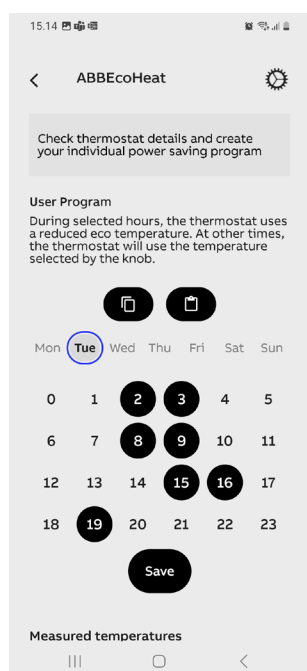 15.14
ABBEcoHeat
Check thermostat details and create
your individual power saving program
User Program
During selected hours, the thermostat uses
a reduced eco temperature. At other times,
the thermostat will use the temperature
selected by the knob.
Mon Tue Wed Thu Fri Sat Sun
0 1 2 3 4 5
6 7 8 9 10 11
12 13 14 15 16 17
18 19 20 21 22 23
Save
Measured temperatures